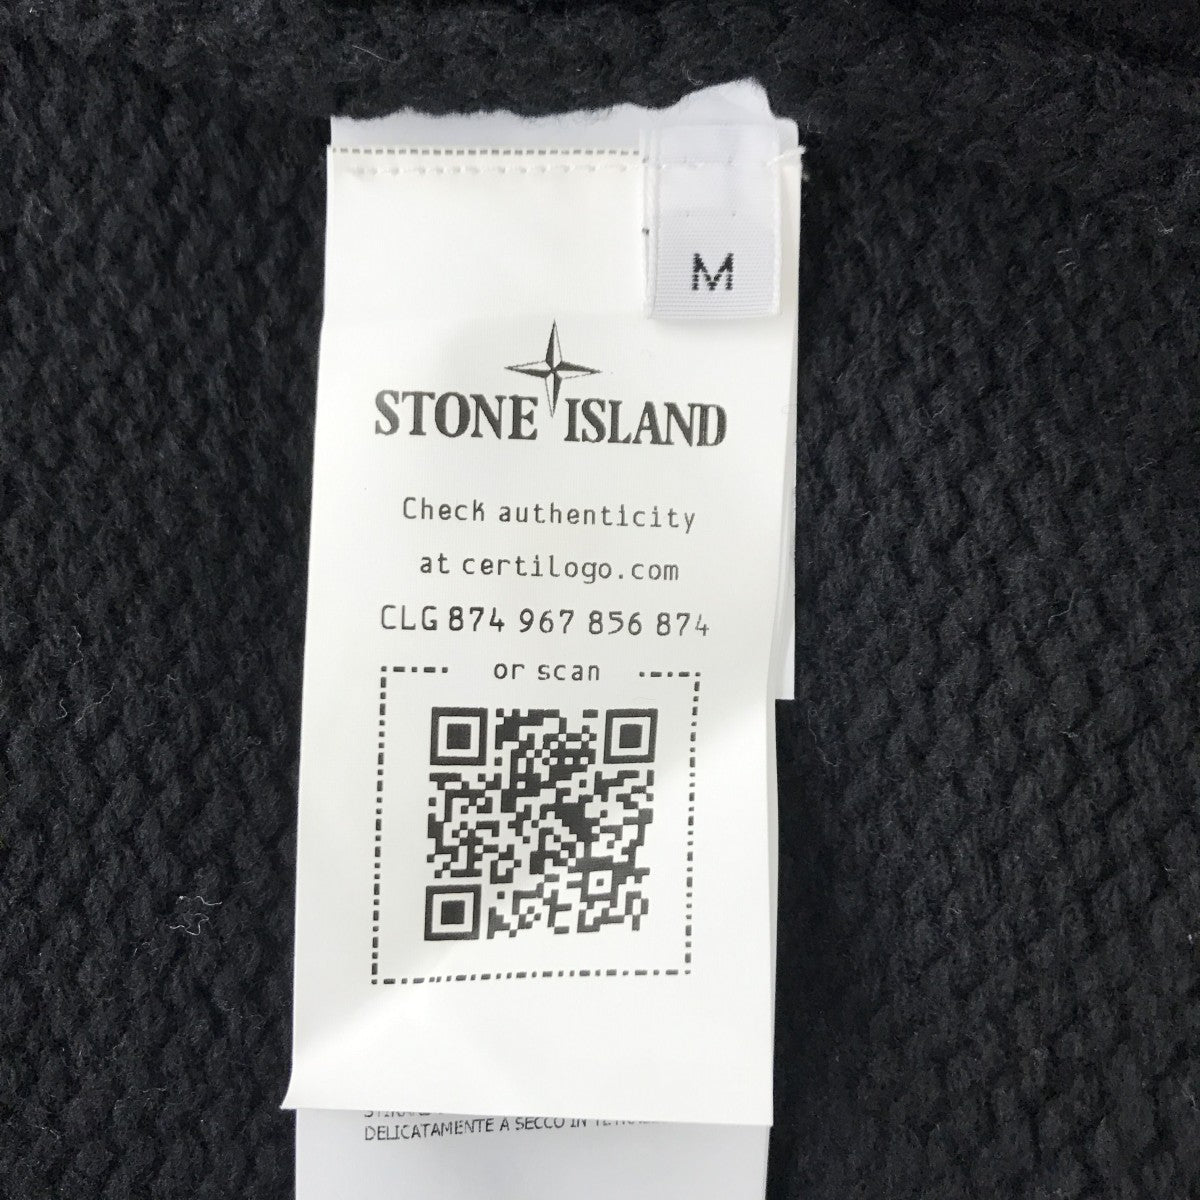 M
STONE ISLAND
Check authenticity
at certilogo.com
CLG 874 967 856 874
or scan
DELICATAMENTE A SECCO IN